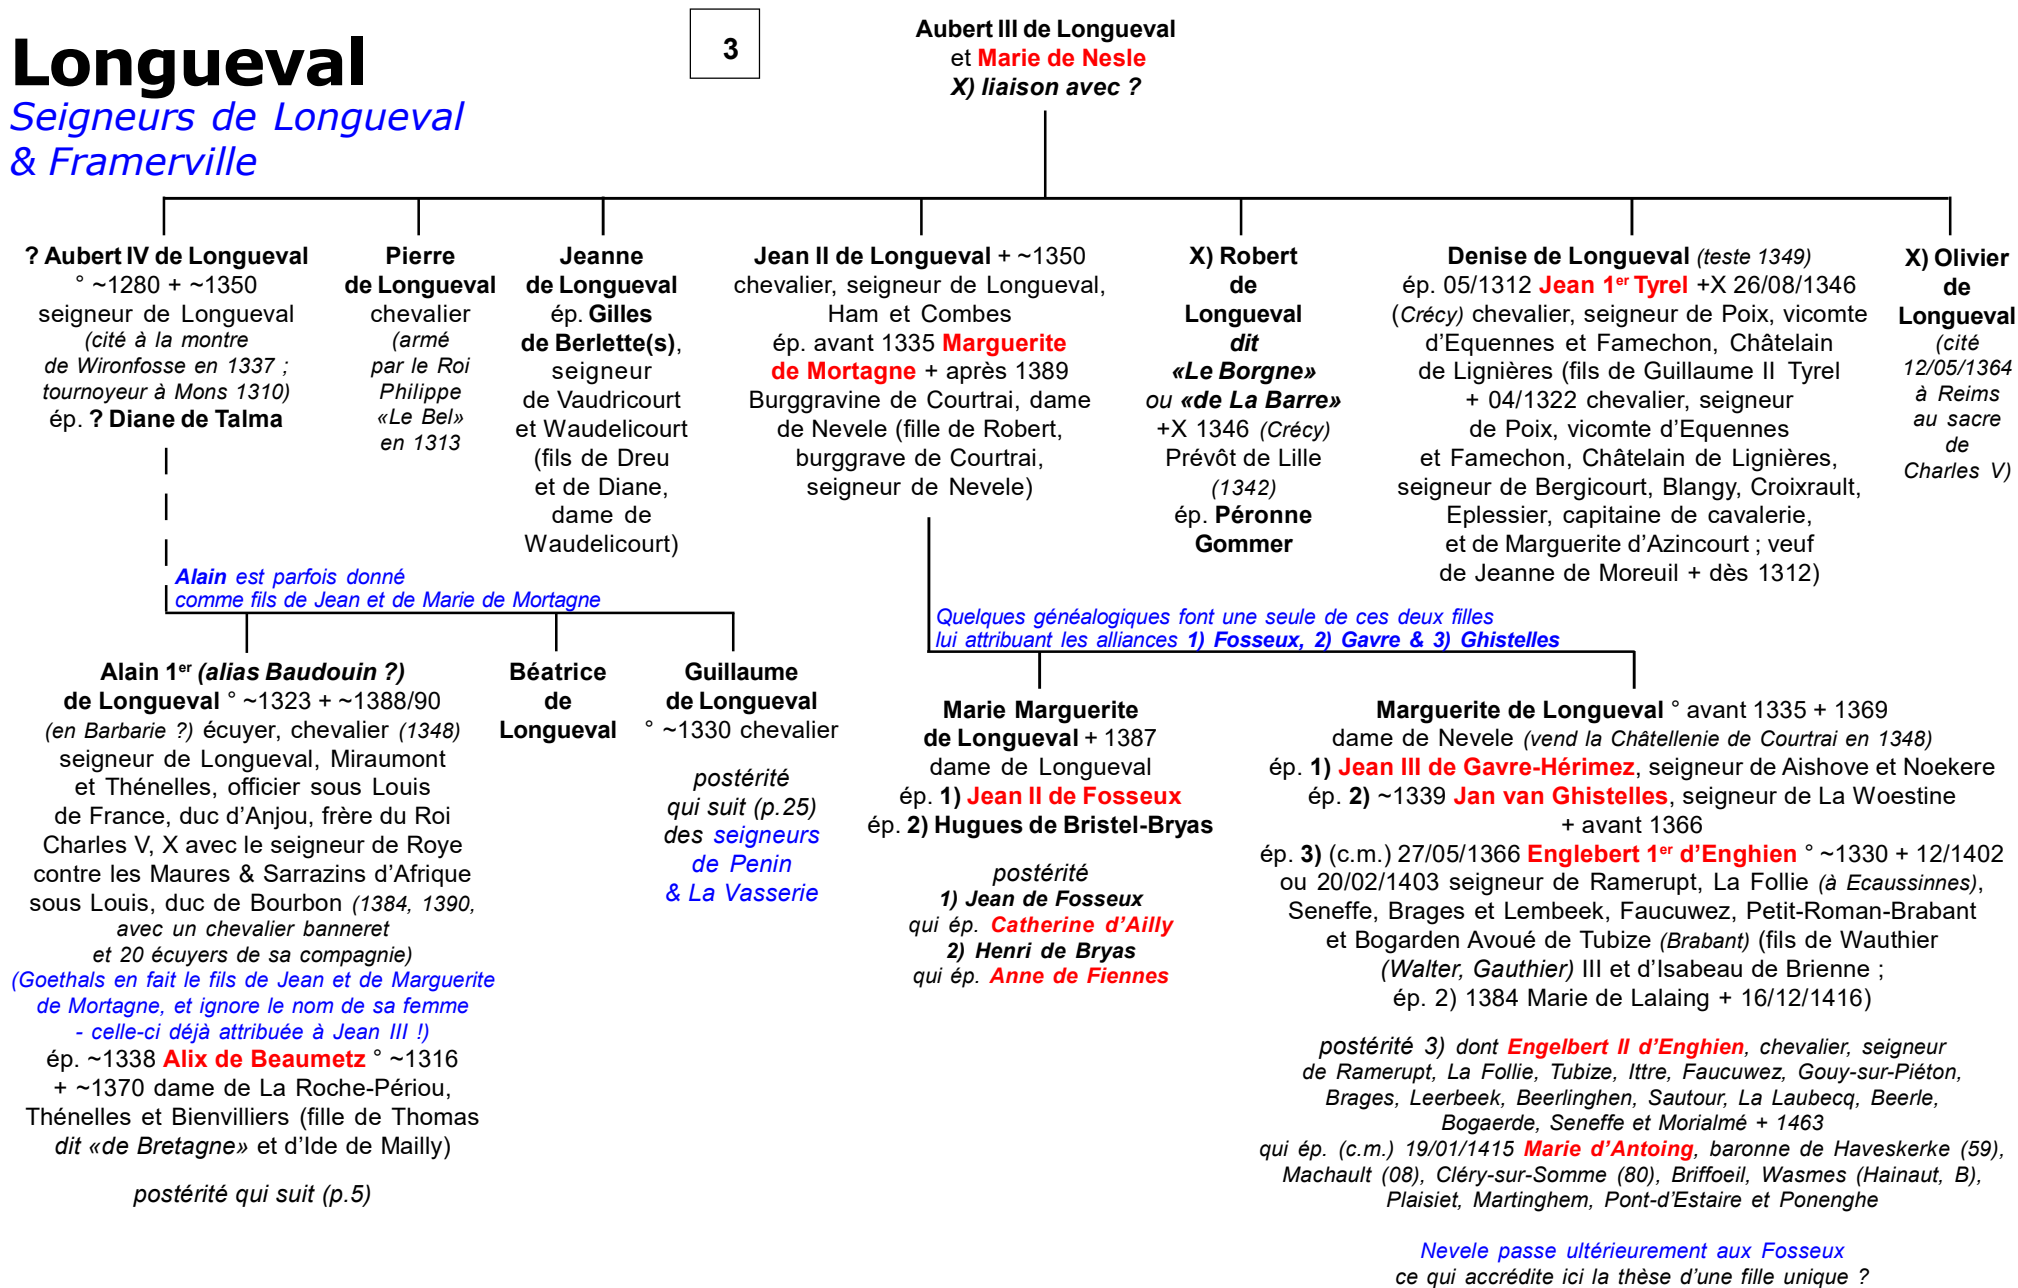 Longueval
Seigneurs de Longueval
& Framerville
3
Aubert III de Longueval
et Marie de Nesle
X) liaison avec ?
? Aubert IV de Longueval
° ~1280 + ~1350
seigneur de Longueval
(cité à la montre
de Wironfosse en 1337 ;
tournoyeur à Mons 1310)
ép. ? Diane de Talma
Pierre
de Longueval
chevalier
(armé
par le Roi
Philippe
«Le Bel»
en 1313
Jeanne
de Longueval
ép. Gilles
de Berlette(s),
seigneur
de Vaudricourt
et Waudelicourt
(fils de Dreu
et de Diane,
dame de
Waudelicourt)
Jean II de Longueval + ~1350
chevalier, seigneur de Longueval,
Ham et Combes
ép. avant 1335 Marguerite
de Mortagne + après 1389
Burggravine de Courtrai, dame
de Nevele (fille de Robert,
burggrave de Courtrai,
seigneur de Nevele)
X) Robert
de
Longueval
dit
«Le Borgne»
ou «de La Barre»
+X 1346 (Crécy)
Prévôt de Lille
(1342)
ép. Péronne
Gommer
Denise de Longueval (teste 1349)
ép. 05/1312 Jean 1er Tyrel +X 26/08/1346
(Crécy) chevalier, seigneur de Poix, vicomte
d'Equennes et Famechon, Châtelain
de Lignières (fils de Guillaume II Tyrel
+ 04/1322 chevalier, seigneur
de Poix, vicomte d'Equennes
et Famechon, Châtelain de Lignières,
seigneur de Bergicourt, Blangy, Croixrault,
Eplessier, capitaine de cavalerie,
et de Marguerite d'Azincourt ; veuf
de Jeanne de Moreuil + dès 1312)
X) Olivier
de
Longueval
(cité
12/05/1364
à Reims
au sacre
de
Charles V)
Alain est parfois donné
comme fils de Jean et de Marie de Mortagne
Quelques généalogiques font une seule de ces deux filles
lui attribuant les alliances 1) Fosseux, 2) Gavre & 3) Ghistelles
Alain 1er (alias Baudouin ?)
de Longueval ° ~1323 + ~1388/90
(en Barbarie ?) écuyer, chevalier (1348)
seigneur de Longueval, Miraumont
et Thénelles, officier sous Louis
de France, duc d'Anjou, frère du Roi
Charles V, X avec le seigneur de Roye
contre les Maures & Sarrazins d'Afrique
sous Louis, duc de Bourbon (1384, 1390,
avec un chevalier banneret
et 20 écuyers de sa compagnie)
(Goethals en fait le fils de Jean et de Marguerite
de Mortagne, et ignore le nom de sa femme
- celle-ci déjà attribuée à Jean III !)
ép. ~1338 Alix de Beaumetz ° ~1316
+ ~1370 dame de La Roche-Périou,
Thénelles et Bienvilliers (fille de Thomas
dit «de Bretagne» et d'Ide de Mailly)
postérité qui suit (p.5)
Béatrice
de
Longueval
Guillaume
de Longueval
° ~1330 chevalier
postérité
qui suit (p.25)
des seigneurs
de Penin
& La Vasserie
Marie Marguerite
de Longueval + 1387
dame de Longueval
ép. 1) Jean II de Fosseux
ép. 2) Hugues de Bristel-Bryas
postérité
1) Jean de Fosseux
qui ép. Catherine d'Ailly
2) Henri de Bryas
qui ép. Anne de Fiennes
Marguerite de Longueval ° avant 1335 + 1369
dame de Nevele (vend la Châtellenie de Courtrai en 1348)
ép. 1) Jean III de Gavre-Hérimez, seigneur de Aishove et Noekere
ép. 2) ~1339 Jan van Ghistelles, seigneur de La Woestine
+ avant 1366
ép. 3) (c.m.) 27/05/1366 Englebert 1er d'Enghien ° ~1330 + 12/1402
ou 20/02/1403 seigneur de Ramerupt, La Follie (à Ecaussinnes),
Seneffe, Brages et Lembeek, Faucuwez, Petit-Roman-Brabant
et Bogarden Avoué de Tubize (Brabant) (fils de Wauthier
(Walter, Gauthier) III et d'Isabeau de Brienne ;
ép. 2) 1384 Marie de Lalaing + 16/12/1416)
postérité 3) dont Engelbert II d'Enghien, chevalier, seigneur
de Ramerupt, La Follie, Tubize, Ittre, Faucuwez, Gouy-sur-Piéton,
Brages, Leerbeek, Beerlinghen, Sautour, La Laubecq, Beerle,
Bogaerde, Seneffe et Morialmé + 1463
qui ép. (c.m.) 19/01/1415 Marie d'Antoing, baronne de Haveskerke (59),
Machault (08), Cléry-sur-Somme (80), Briffoeil, Wasmes (Hainaut, B),
Plaisiet, Martinghem, Pont-d'Estaire et Ponenghe
Nevele passe ultérieurement aux Fosseux
ce qui accrédite ici la thèse d'une fille unique ?